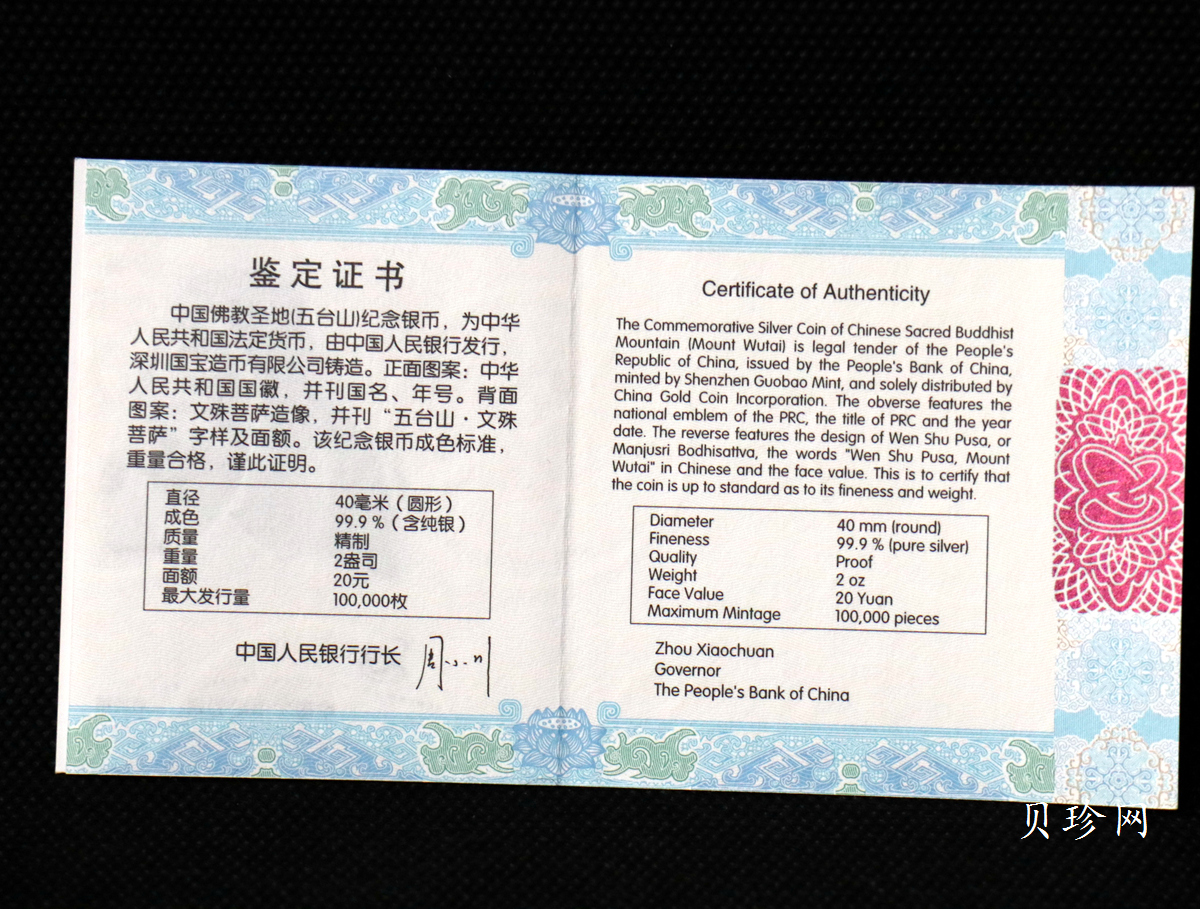 鉴定证书
中国佛教圣地(五台山)纪念银币，为中华
人民共和国法定货币，由中国人民银行发行，
深圳国宝造币有限公司铸造。正面图案：中华
人民共和国国徽，并刊国名、年号。背面
图案：文殊菩萨造像，并刊“五台山·文殊
菩萨”字样及面额。该纪念银币成色标准，
重量合格，谨此证明。
直径 40毫米（圆形）
成色 99.9％（含纯银）
质量 精制
重量 2盎司
面额 20元
最大发行量 100,000枚
中国人民银行行长 周小川
Certificate of Authenticity
The Commemorative Silver Coin of Chinese Sacred Buddhist
Mountain (Mount Wutai) is legal tender of the People's
Republic of China, issued by the People's Bank of China,
minted by Shenzhen Guobao Mint, and solely distributed by
China Gold Coin Incorporation. The obverse features the
national emblem of the PRC, the title of PRC and the year
date. The reverse features the design of Wen Shu Pusa, or
Manjusri Bodhisattva, the words "Wen Shu Pusa, Mount
Wutai" in Chinese and the face value. This is to certify that
the coin is up to standard as to its fineness and weight.
Diameter 40 mm (round)
Fineness 99.9 % (pure silver)
Quality Proof
Weight 2 oz
Face Value 20 Yuan
Maximum Mintage 100,000 pieces
Zhou Xiaochuan
Governor
The People's Bank of China
贝珍网